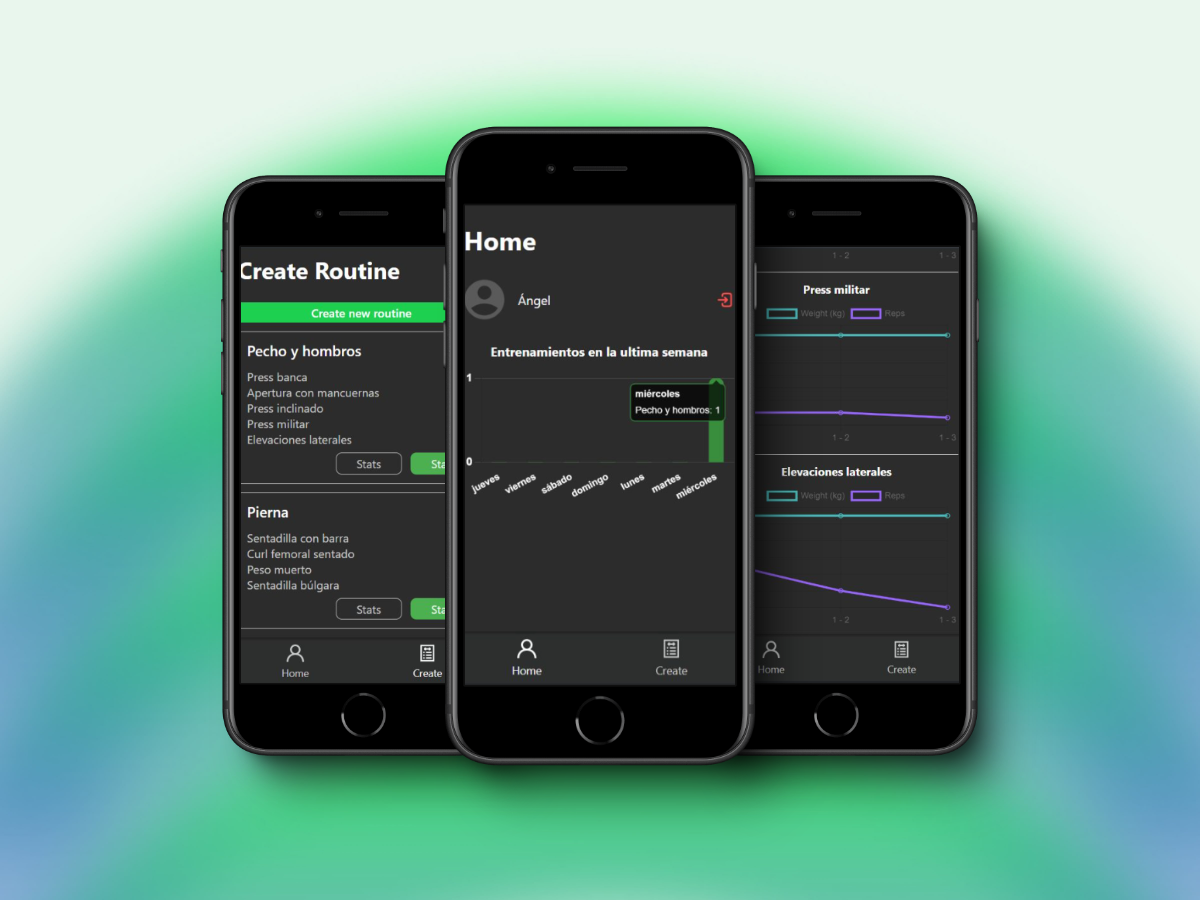 Create Routine
Create new routine
Pecho y hombros
Press banca
Apertura con mancuernas
Press inclinado
Press militar
Elevaciones laterales
Stats
Sta
Pierna
Sentadilla con barra
Curl femoral sentado
Peso muerto
Sentadilla búlgara
Stats
Sta
Home
Create
Home
Ángel
Entrenamientos en la ultima semana
1
miércoles
Pecho y hombros: 1
0
jueves
viernes
sábado
domingo
lunes
martes
miércoles
Home
Create
1 - 2
1 - 3
Press militar
Weight (kg)
Reps
1 - 2
1 - 3
Elevaciones laterales
Weight (kg)
Reps
1 - 2
1 - 3
Home
Create